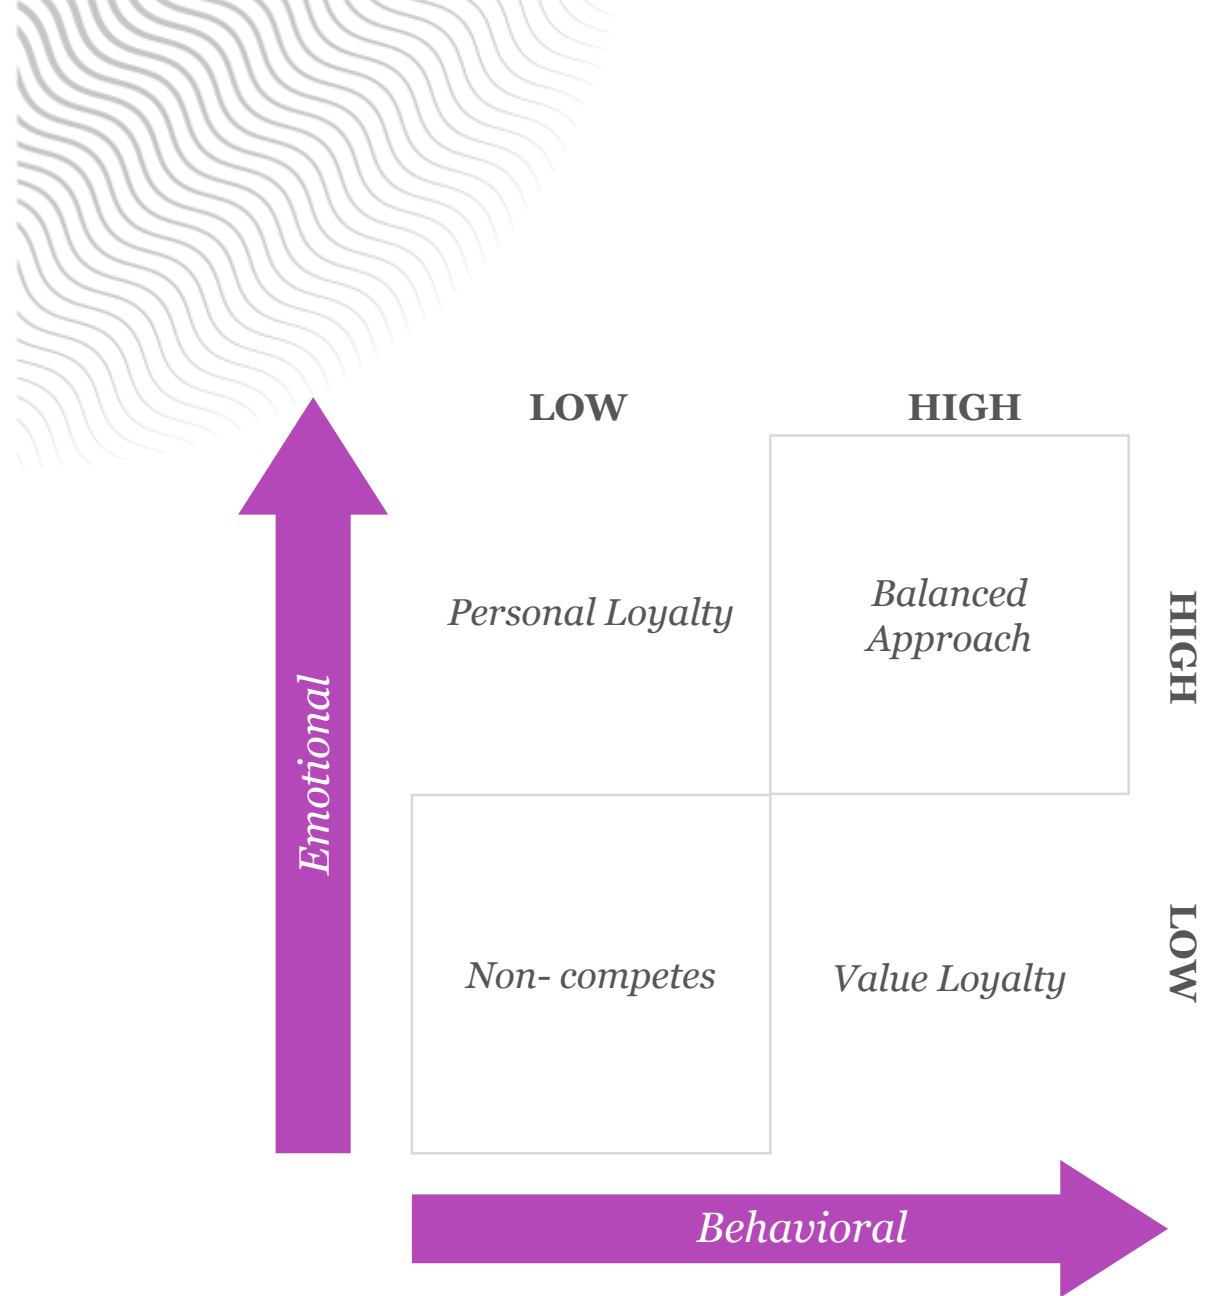 LOW
HIGH
Personal Loyalty
Balanced
Approach
HIGH
Emotional
Non- competes
Value Loyalty
LOW
Behavioral